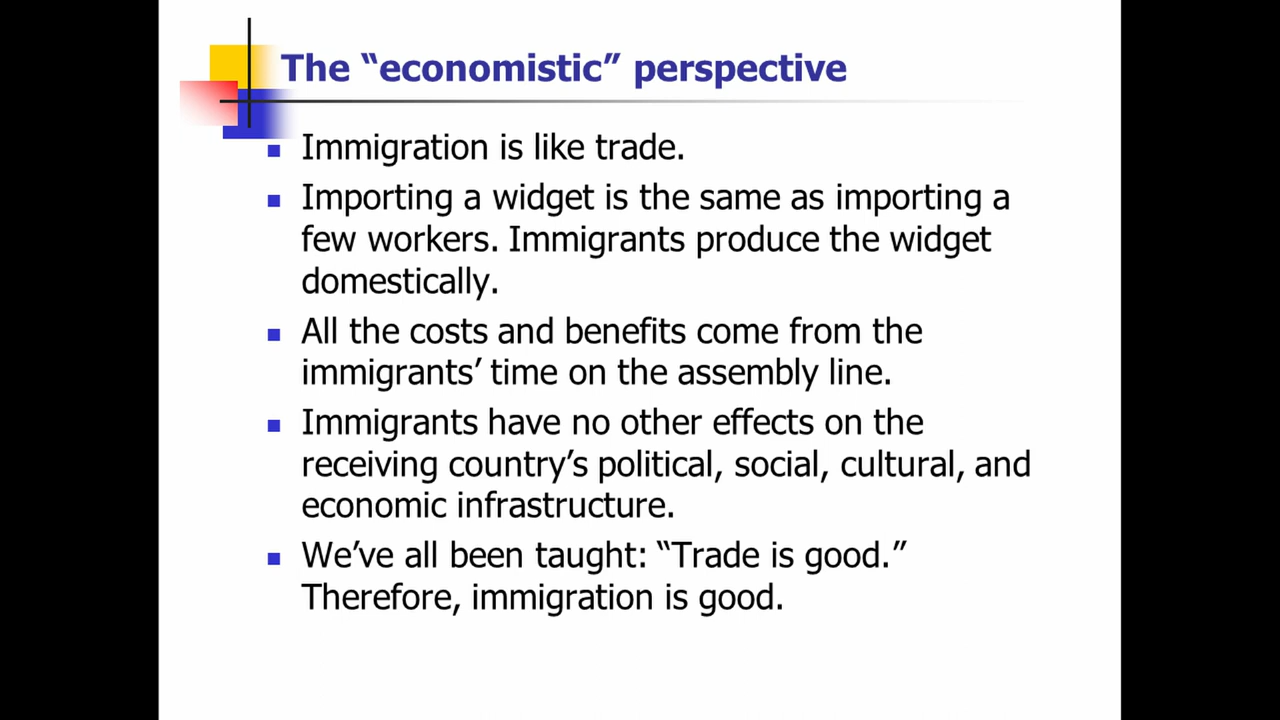 The “economistic” perspective
Immigration is like trade.
Importing a widget is the same as importing a
few workers. Immigrants produce the widget
domestically.
All the costs and benefits come from the
immigrants’ time on the assembly line.
Immigrants have no other effects on the
receiving country’s political, social, cultural, and
economic infrastructure.
We’ve all been taught: “Trade is good.”
Therefore, immigration is good.